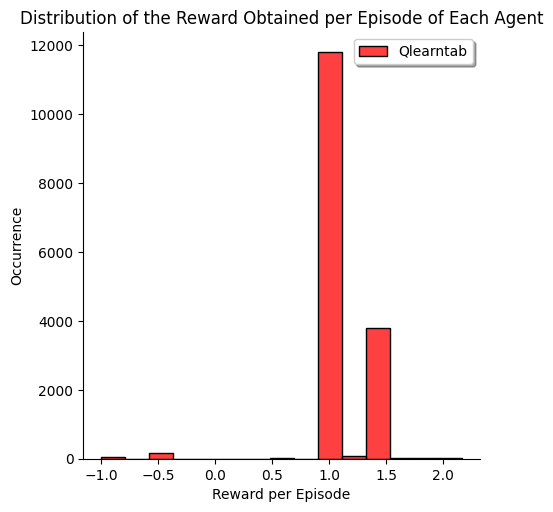 Distribution of the Reward Obtained per Episode of Each Agent
Qlearntab
12000
10000
8000
6000
4000
2000
0
Occurrence
−1.0 −0.5 0.0 0.5 1.0 1.5 2.0
Reward per Episode